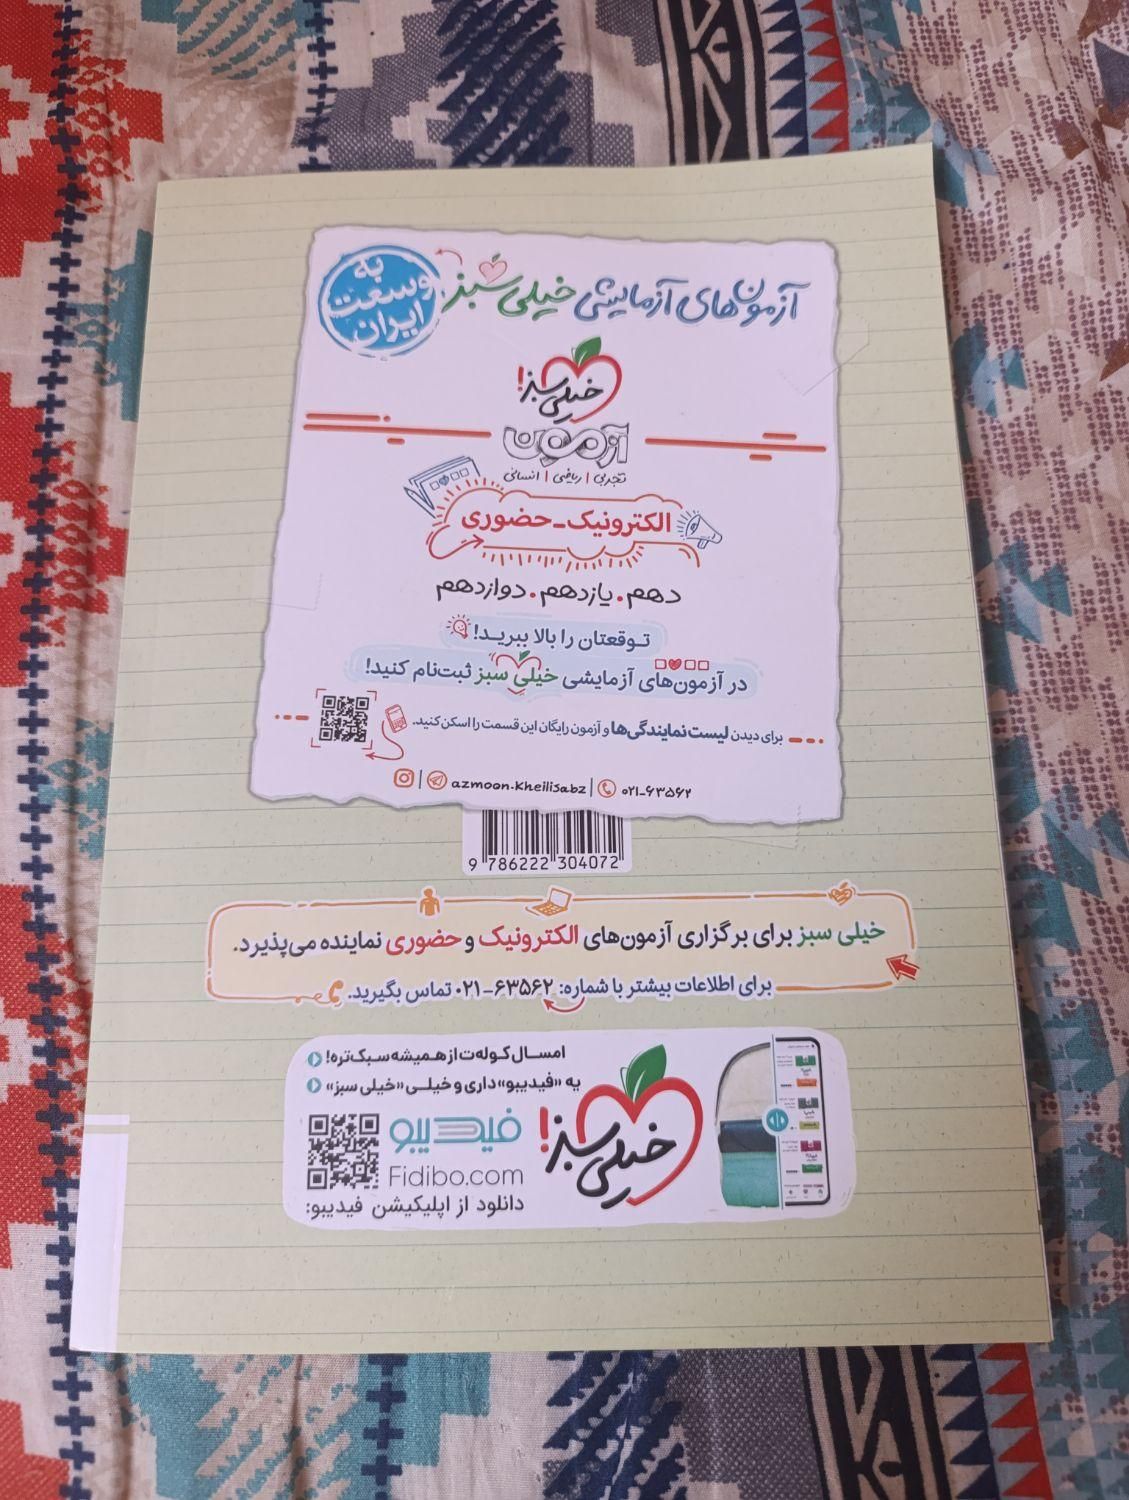 آزمون‌های آزمایشی خیلی سبز
به
وسعت
ایران
خیلی سبز!
آزمون
تجربی | ریاضی | انسانی
الکترونیک-حضوری
دهم.یازدهم.دوازدهم
توقعتان را بالا ببرید!
در آزمون‌های آزمایشی خیلی سبز ثبت‌نام کنید!
برای دیدن لیست نمایندگی‌ها و آزمون رایگان این قسمت را اسکن کنید.
azmoon.kheilisabz | ۰۲۱-۶۳۵۶۲
9 786222 304072
خیلی سبز برای برگزاری آزمون‌های الکترونیک و حضوری نماینده می‌پذیرد.
برای اطلاعات بیشتر با شماره: ۶۳۵۶۲-۰۲۱ تماس بگیرید.
امسال کوله‌ت از همیشه سبک‌تره!
یه «فیدیبو» داری و خیلی «خیلی سبز»
خیلی سبز!
فیدیبو
Fidibo.com
دانلود از اپلیکیشن فیدیبو: